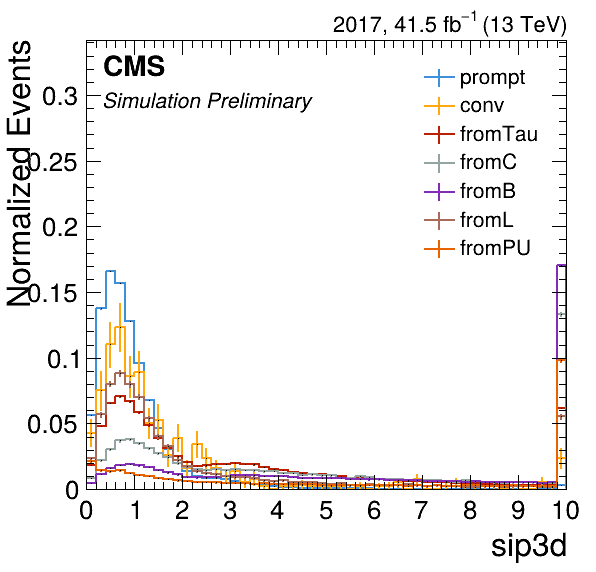 2017, 41.5 fb⁻¹ (13 TeV)
CMS
Simulation Preliminary
prompt
conv
fromTau
fromC
fromB
fromL
fromPU
Normalized Events
0.3
0.25
0.2
0.15
0.1
0.05
0
0 1 2 3 4 5 6 7 8 9 10
sip3d